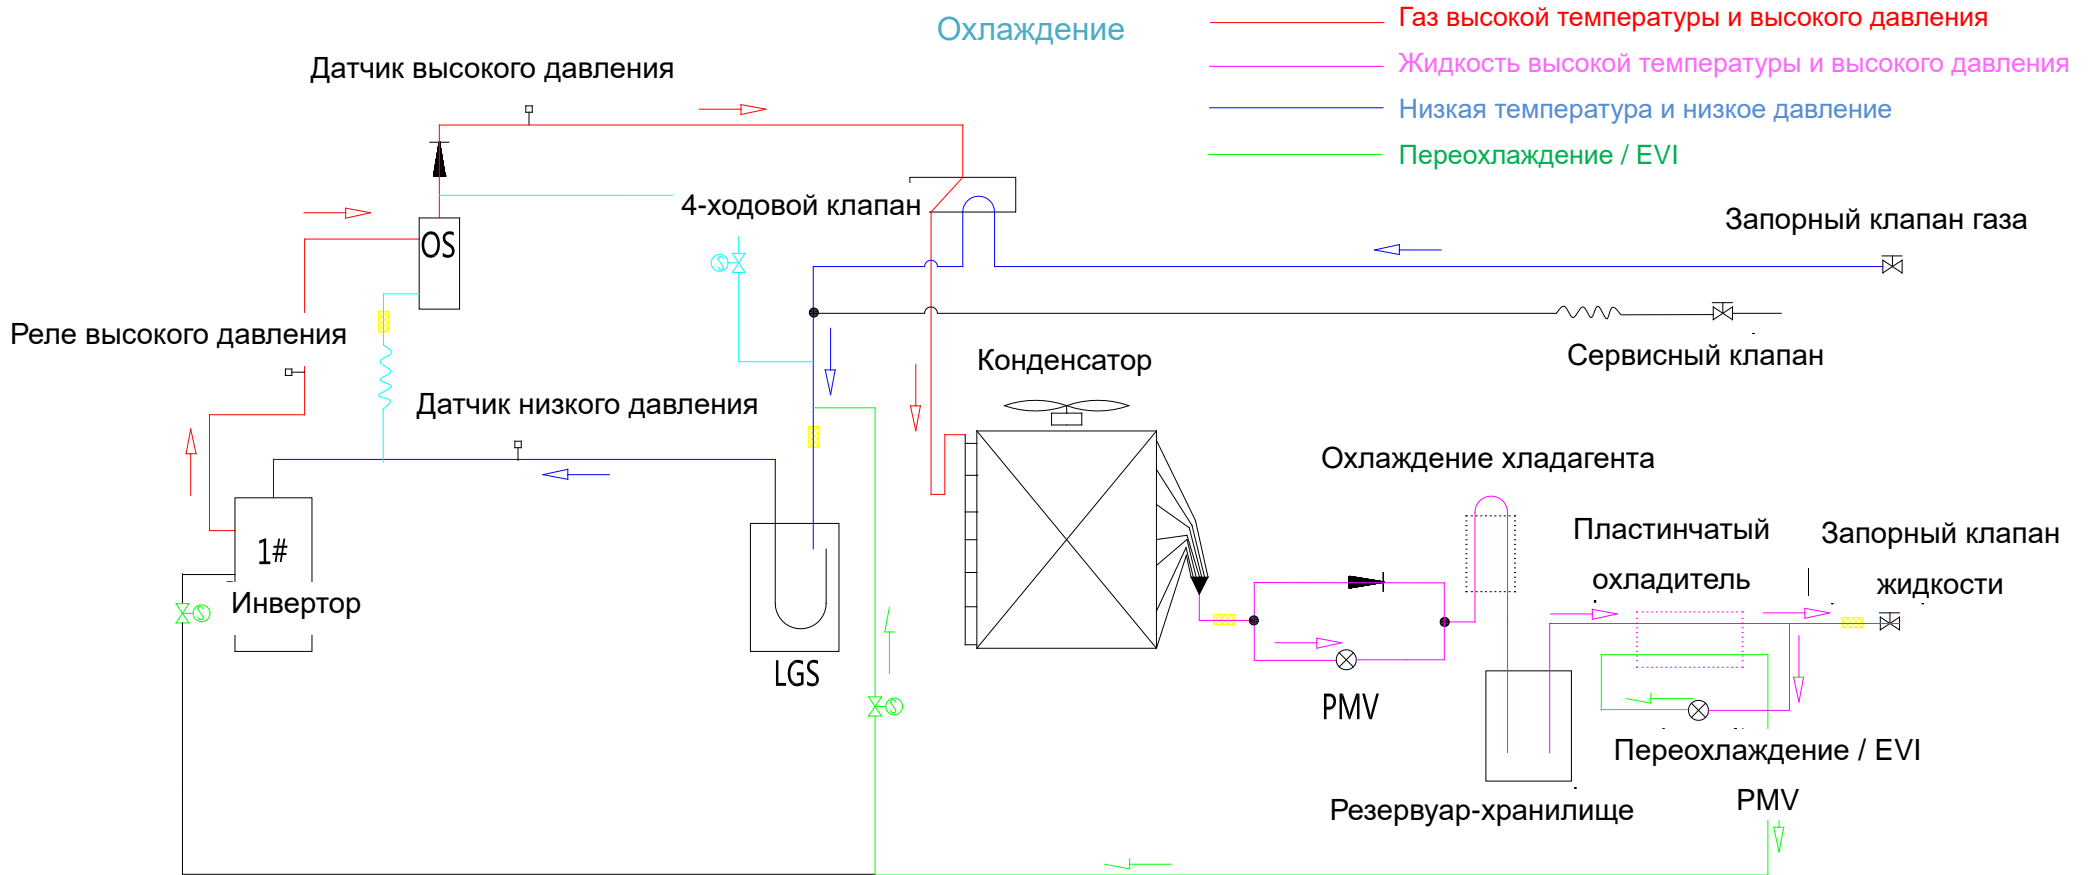 Охлаждение
Газ высокой температуры и высокого давления
Жидкость высокой температуры и высокого давления
Низкая температура и низкое давление
Переохлаждение / EVI
Датчик высокого давления
4-ходовой клапан
Запорный клапан газа
OS
Реле высокого давления
Сервисный клапан
Конденсатор
Датчик низкого давления
Охлаждение хладагента
Пластинчатый
охладитель
Запорный клапан
жидкости
1#
Инвертор
LGS
PMV
Переохлаждение / EVI
PMV
Резервуар-хранилище
S
S
S